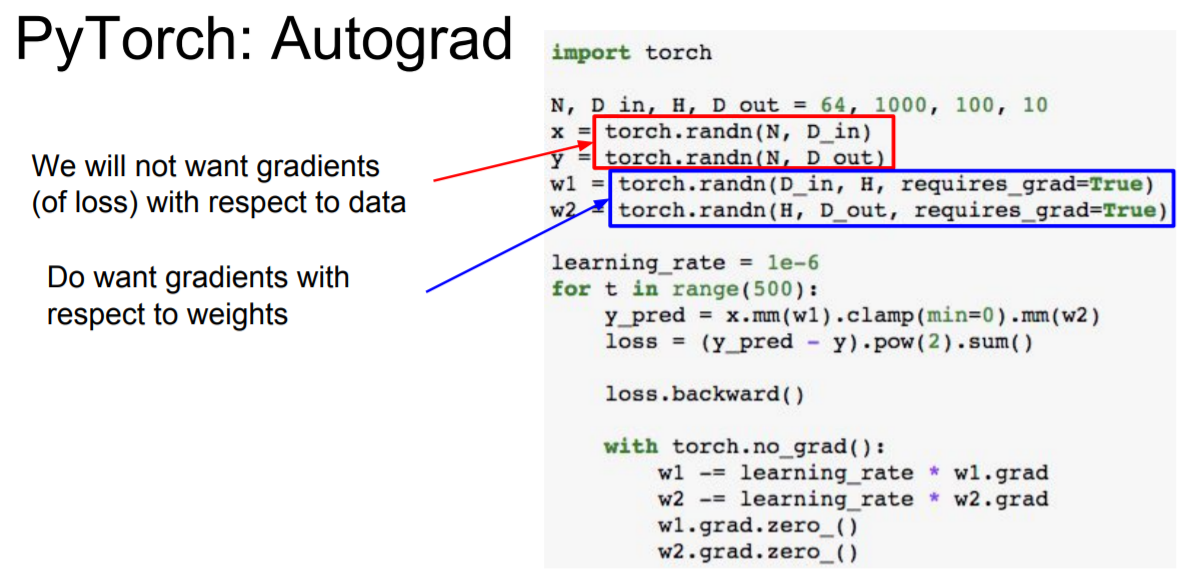 PyTorch: Autograd
We will not want gradients
(of loss) with respect to data
Do want gradients with
respect to weights
import torch
N, D_in, H, D_out = 64, 1000, 100, 10
x = torch.randn(N, D_in)
y = torch.randn(N, D_out)
w1 = torch.randn(D_in, H, requires_grad=True)
w2 = torch.randn(H, D_out, requires_grad=True)
learning_rate = 1e-6
for t in range(500):
    y_pred = x.mm(w1).clamp(min=0).mm(w2)
    loss = (y_pred - y).pow(2).sum()
    loss.backward()
    with torch.no_grad():
        w1 -= learning_rate * w1.grad
        w2 -= learning_rate * w2.grad
        w1.grad.zero_()
        w2.grad.zero_()